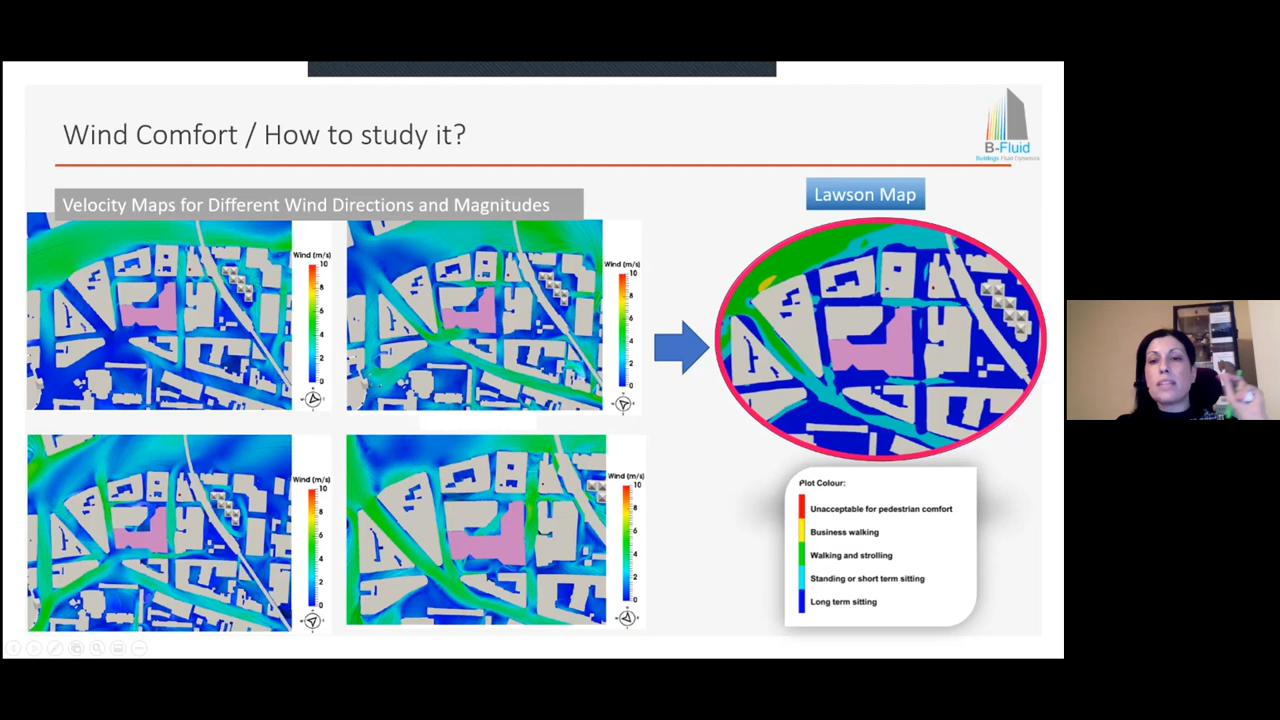 Wind Comfort / How to study it?
B-Fluid
Buildings Fluid Dynamics
Velocity Maps for Different Wind Directions and Magnitudes
Lawson Map
Wind (m/s)
10
8
6
4
2
0
Wind (m/s)
10
8
6
4
2
0
Wind (m/s)
10
8
6
4
2
0
Wind (m/s)
10
8
6
4
2
0
Plot Colour:
Unacceptable for pedestrian comfort
Business walking
Walking and strolling
Standing or short term sitting
Long term sitting